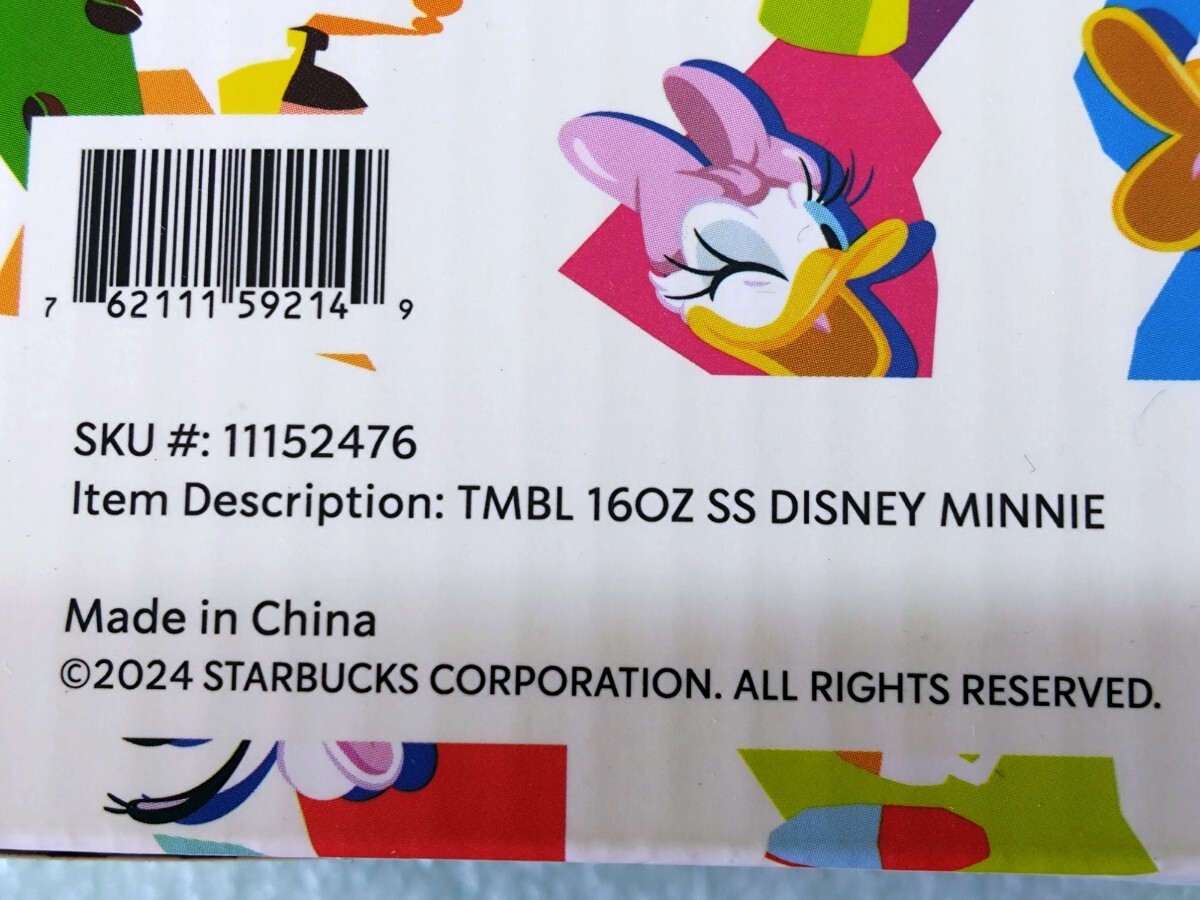 7 62111 59214 9
SKU #: 11152476
Item Description: TMBL 16OZ SS DISNEY MINNIE
Made in China
©2024 STARBUCKS CORPORATION. ALL RIGHTS RESERVED.